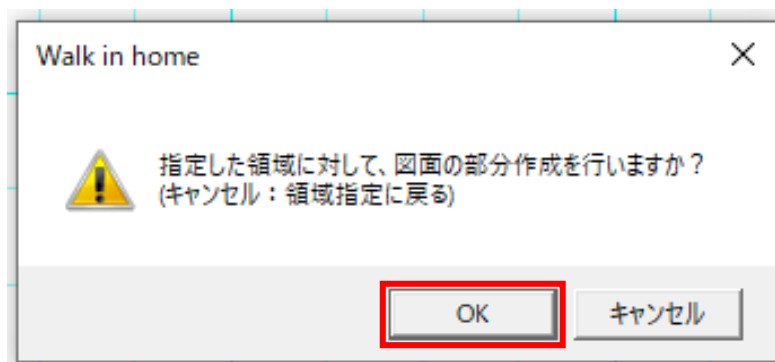 Walk in home
指定した領域に対して、図面の部分作成を行いますか？
(キャンセル：領域指定に戻る)
OK
キャンセル